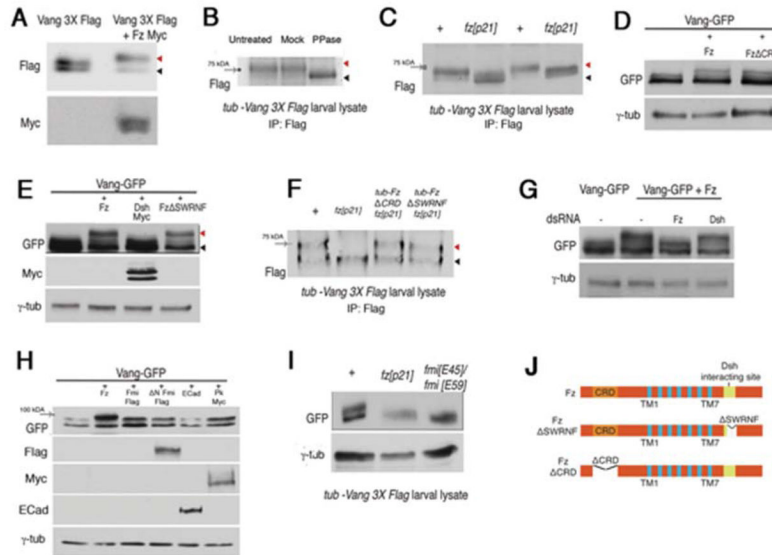 A
Vang 3X Flag
Vang 3X Flag
+ Fz Myc
Flag
Myc
B
Untreated Mock PPase
75 kDA
Flag
tub -Vang 3X Flag larval lysate
IP: Flag
C
+ fz[p21] + fz[p21]
75 kDA
Flag
tub -Vang 3X Flag larval lysate
IP: Flag
D
Vang-GFP
+ +
Fz FzΔCRD
GFP
γ-tub
E
Vang-GFP
+ + +
Fz Dsh FzΔSWRNF
Myc
GFP
Myc
γ-tub
F
+ fz[p21]
tub-Fz
ΔCRD
fz[p21]
tub-Fz
ΔSWRNF
fz[p21]
75 kDA
Flag
tub -Vang 3X Flag larval lysate
IP: Flag
G
Vang-GFP Vang-GFP + Fz
dsRNA - - Fz Dsh
GFP
γ-tub
H
Vang-GFP
+ + + + +
Fz Fmi ΔN Fmi ECad Pk
Flag Flag Myc
100 kDA
GFP
Flag
Myc
ECad
γ-tub
I
+ fz[p21] fmi[E45]/
fmi [E59]
GFP
γ-tub
tub -Vang 3X Flag larval lysate
J
Dsh
interacting site
Fz CRD
TM1 TM7
Fz
ΔSWRNF
CRD
ΔSWRNF
TM1 TM7
Fz
ΔCRD
ΔCRD
TM1 TM7